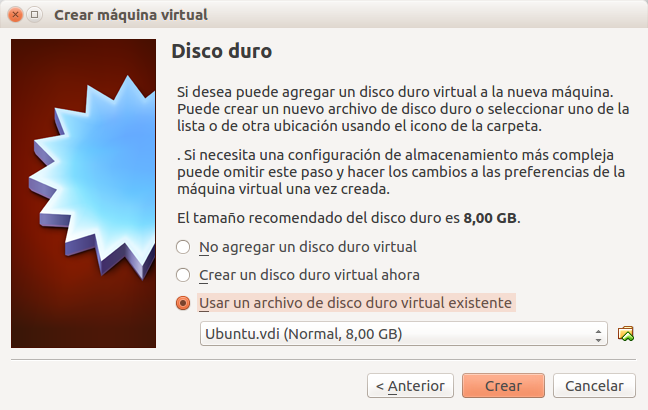 Crear máquina virtual
Disco duro
Si desea puede agregar un disco duro virtual a la nueva máquina.
Puede crear un nuevo archivo de disco duro o seleccionar uno de la
lista o de otra ubicación usando el icono de la carpeta.
. Si necesita una configuración de almacenamiento más compleja
puede omitir este paso y hacer los cambios a las preferencias de la
máquina virtual una vez creada.
El tamaño recomendado del disco duro es 8,00 GB.
No agregar un disco duro virtual
Crear un disco duro virtual ahora
Usar un archivo de disco duro virtual existente
Ubuntu.vdi (Normal, 8,00 GB)
< Anterior
Crear
Cancelar